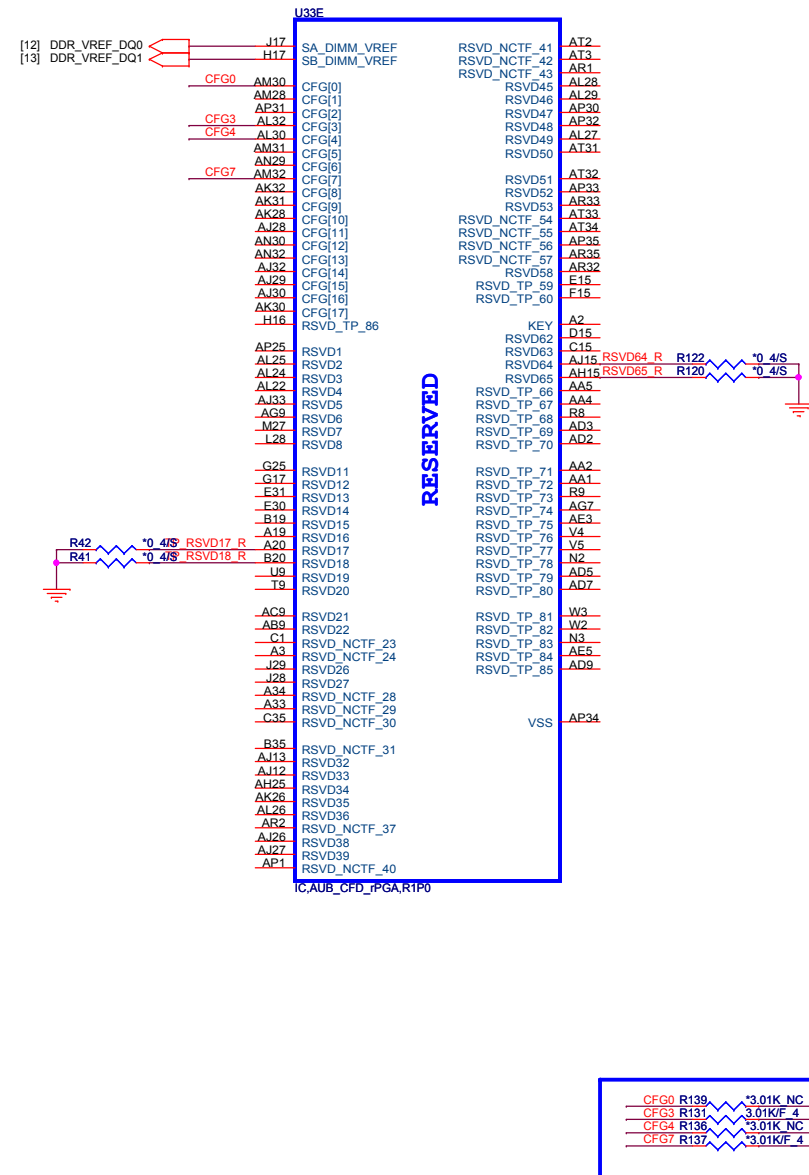 U33E
[12] DDR_VREF_DQ0 J17 SA_DIMM_VREF RSVD_NCTF_41 AT2
[13] DDR_VREF_DQ1 H17 SB_DIMM_VREF RSVD_NCTF_42 AT3
RSVD_NCTF_43 AR1
CFG0 AM30 CFG[0] RSVD45 AL28
AM28 CFG[1] RSVD46 AL29
AP31 CFG[2] RSVD47 AP30
CFG3 AL32 CFG[3] RSVD48 AP32
CFG4 AL30 CFG[4] RSVD49 AL27
AM31 CFG[5] RSVD50 AT31
AN29 CFG[6]
CFG7 AM32 CFG[7] RSVD51 AT32
AK32 CFG[8] RSVD52 AP33
AK31 CFG[9] RSVD53 AR33
AK28 CFG[10] RSVD_NCTF_54 AT33
AJ28 CFG[11] RSVD_NCTF_55 AT34
AN30 CFG[12] RSVD_NCTF_56 AP35
AN32 CFG[13] RSVD_NCTF_57 AR35
AJ32 CFG[14] RSVD58 AR32
AJ29 CFG[15] RSVD_TP_59 E15
AJ30 CFG[16] RSVD_TP_60 F15
AK30 CFG[17]
H16 RSVD_TP_86 KEY A2
RSVD62 D15
AP25 RSVD1 RSVD63 C15
AL25 RSVD2 RSVD64 AJ15 RSVD64_R R122 *0_4/S
AL24 RSVD3 RSVD65 AH15 RSVD65_R R120 *0_4/S
AL22 RSVD4 RSVD_TP_66 AA5
AJ33 RSVD5 RSVD_TP_67 AA4
AG9 RSVD6 RSVD_TP_68 R8
M27 RSVD7 RSVD_TP_69 AD3
L28 RSVD8 RSVD_TP_70 AD2
RESERVED
G25 RSVD11 RSVD_TP_71 AA2
G17 RSVD12 RSVD_TP_72 AA1
E31 RSVD13 RSVD_TP_73 R9
E30 RSVD14 RSVD_TP_74 AG7
B19 RSVD15 RSVD_TP_75 AE3
A19 RSVD16 RSVD_TP_76 V4
R42 *0_4/S TP_RSVD17_R A20 RSVD17 RSVD_TP_77 V5
R41 *0_4/S TP_RSVD18_R B20 RSVD18 RSVD_TP_78 N2
U9 RSVD19 RSVD_TP_79 AD5
T9 RSVD20 RSVD_TP_80 AD7
AC9 RSVD21 RSVD_TP_81 W3
AB9 RSVD22 RSVD_TP_82 W2
C1 RSVD_NCTF_23 RSVD_TP_83 N3
A3 RSVD_NCTF_24 RSVD_TP_84 AE5
J29 RSVD26 RSVD_TP_85 AD9
J28 RSVD27
A34 RSVD_NCTF_28
A33 RSVD_NCTF_29
C35 RSVD_NCTF_30 VSS AP34
B35 RSVD_NCTF_31
AJ13 RSVD32
AJ12 RSVD33
AH25 RSVD34
AK26 RSVD35
AL26 RSVD36
AR2 RSVD_NCTF_37
AJ26 RSVD38
AJ27 RSVD39
AP1 RSVD_NCTF_40
IC,AUB_CFD_rPGA,R1P0
CFG0 R139 *3.01K_NC
CFG3 R131 3.01K/F_4
CFG4 R136 *3.01K_NC
CFG7 R137 *3.01K/F_4